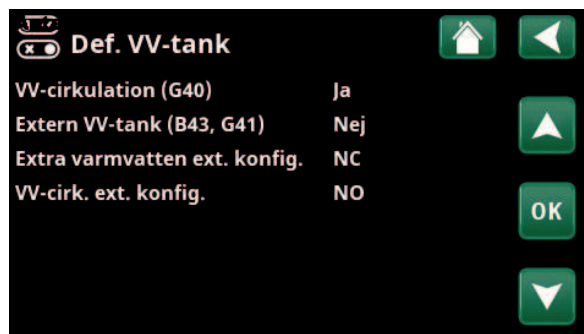 Def. VV-tank
VV-cirkulation (G40) Ja
Extern VV-tank (B43, G41) Nej
Extra varmvatten ext. konfig. NC
VV-cirk. ext. konfig. NO
OK